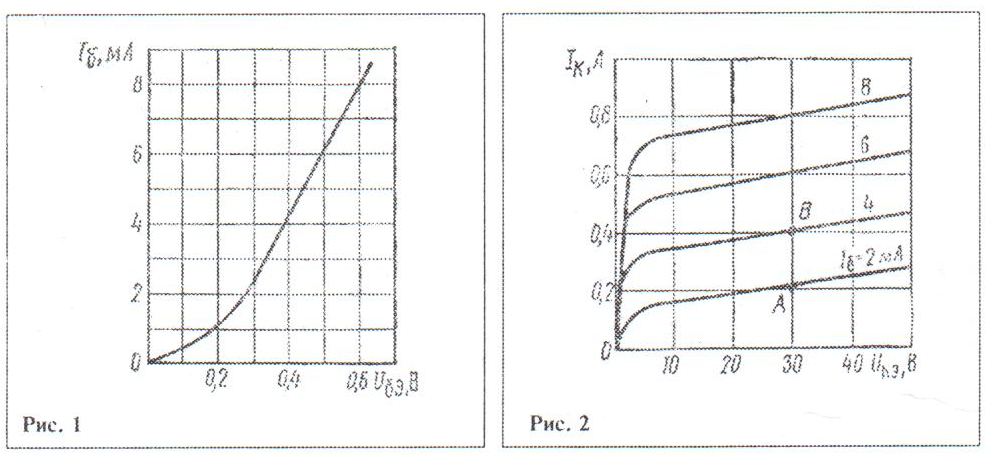 Iб, мА
8
6
4
2
0
0,2
0,4
0,6
Uбэ, В
Рис. 1
Iк, А
0,8
0,6
0,4
0,2
0
8
6
B
4
Iб=2 мА
A
10
20
30
40
Uкэ, В
Рис. 2